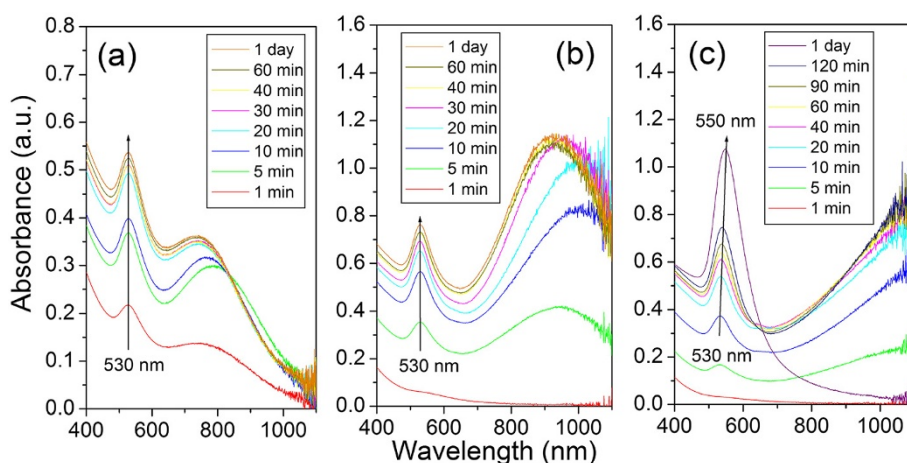 Absorbance (a.u.)
(a)
1 day
60 min
40 min
30 min
20 min
10 min
5 min
1 min
530 nm
0.8
0.7
0.6
0.5
0.4
0.3
0.2
0.1
0.0
400 600 800 1000
(b)
1 day
60 min
40 min
30 min
20 min
10 min
5 min
1 min
530 nm
1.6
1.4
1.2
1.0
0.8
0.6
0.4
0.2
0.0
400 600 800 1000
(c)
1 day
120 min
90 min
60 min
40 min
20 min
10 min
5 min
1 min
550 nm
530 nm
1.6
1.4
1.2
1.0
0.8
0.6
0.4
0.2
0.0
400 600 800 1000
Wavelength (nm)